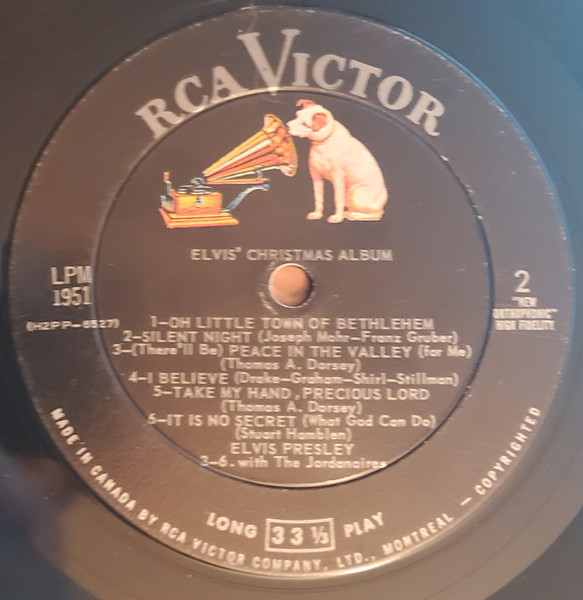 RCA VICTOR
ELVIS' CHRISTMAS ALBUM
LPM
1951
(H2PP-6527)
2
"NEW
ORTHOPHONIC"
HIGH FIDELITY
1-OH LITTLE TOWN OF BETHLEHEM
2-SILENT NIGHT (Joseph Mohr-Franz Gruber)
3-(There'll Be) PEACE IN THE VALLEY (for Me)
(Thomas A. Dorsey)
4-I BELIEVE (Drake-Graham-Shirl-Stillman)
5-TAKE MY HAND, PRECIOUS LORD
(Thomas A. Dorsey)
6-IT IS NO SECRET (What God Can Do)
(Stuart Hamblen)
ELVIS PRESLEY
3-6. with The Jordanaires
LONG 33 1/3 PLAY
MADE IN CANADA BY RCA VICTOR COMPANY, LTD., MONTREAL - COPYRIGHTED